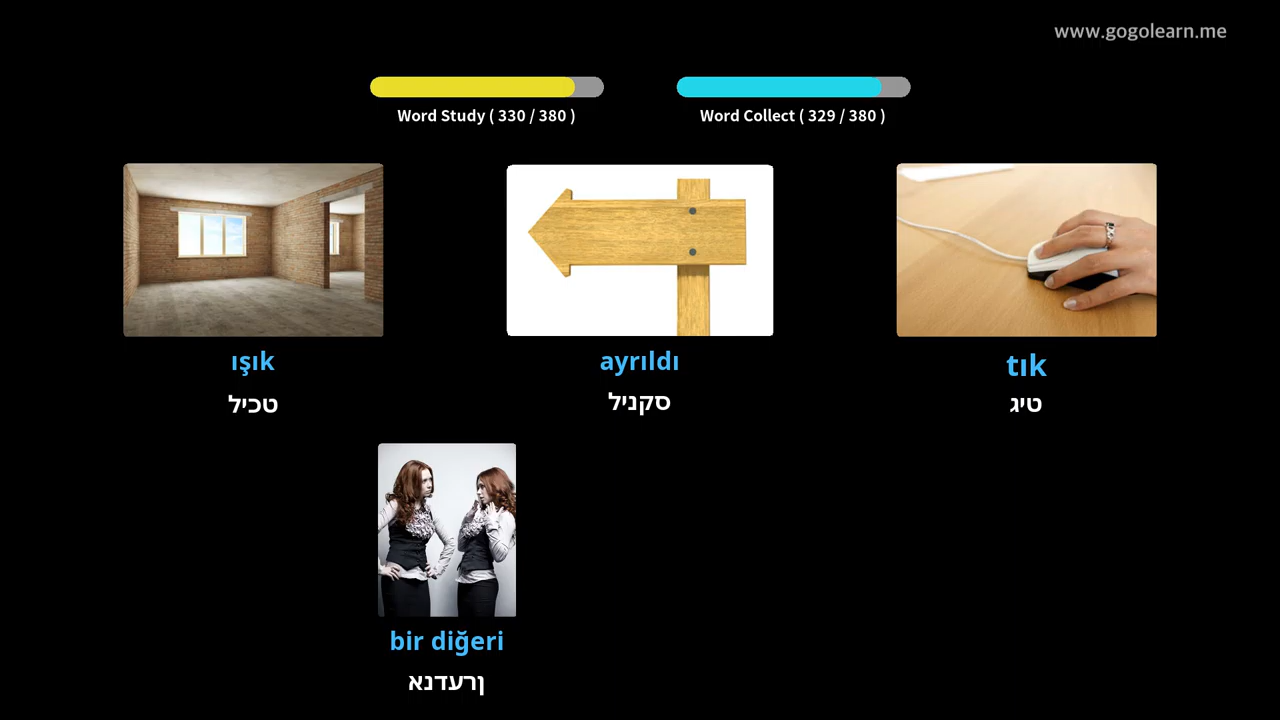 www.gogolearn.me
Word Study ( 330 / 380 )
Word Collect ( 329 / 380 )
ışık
טכיל
ayrıldı
סקניל
tık
טיג
bir diğeri
ןרעדנא